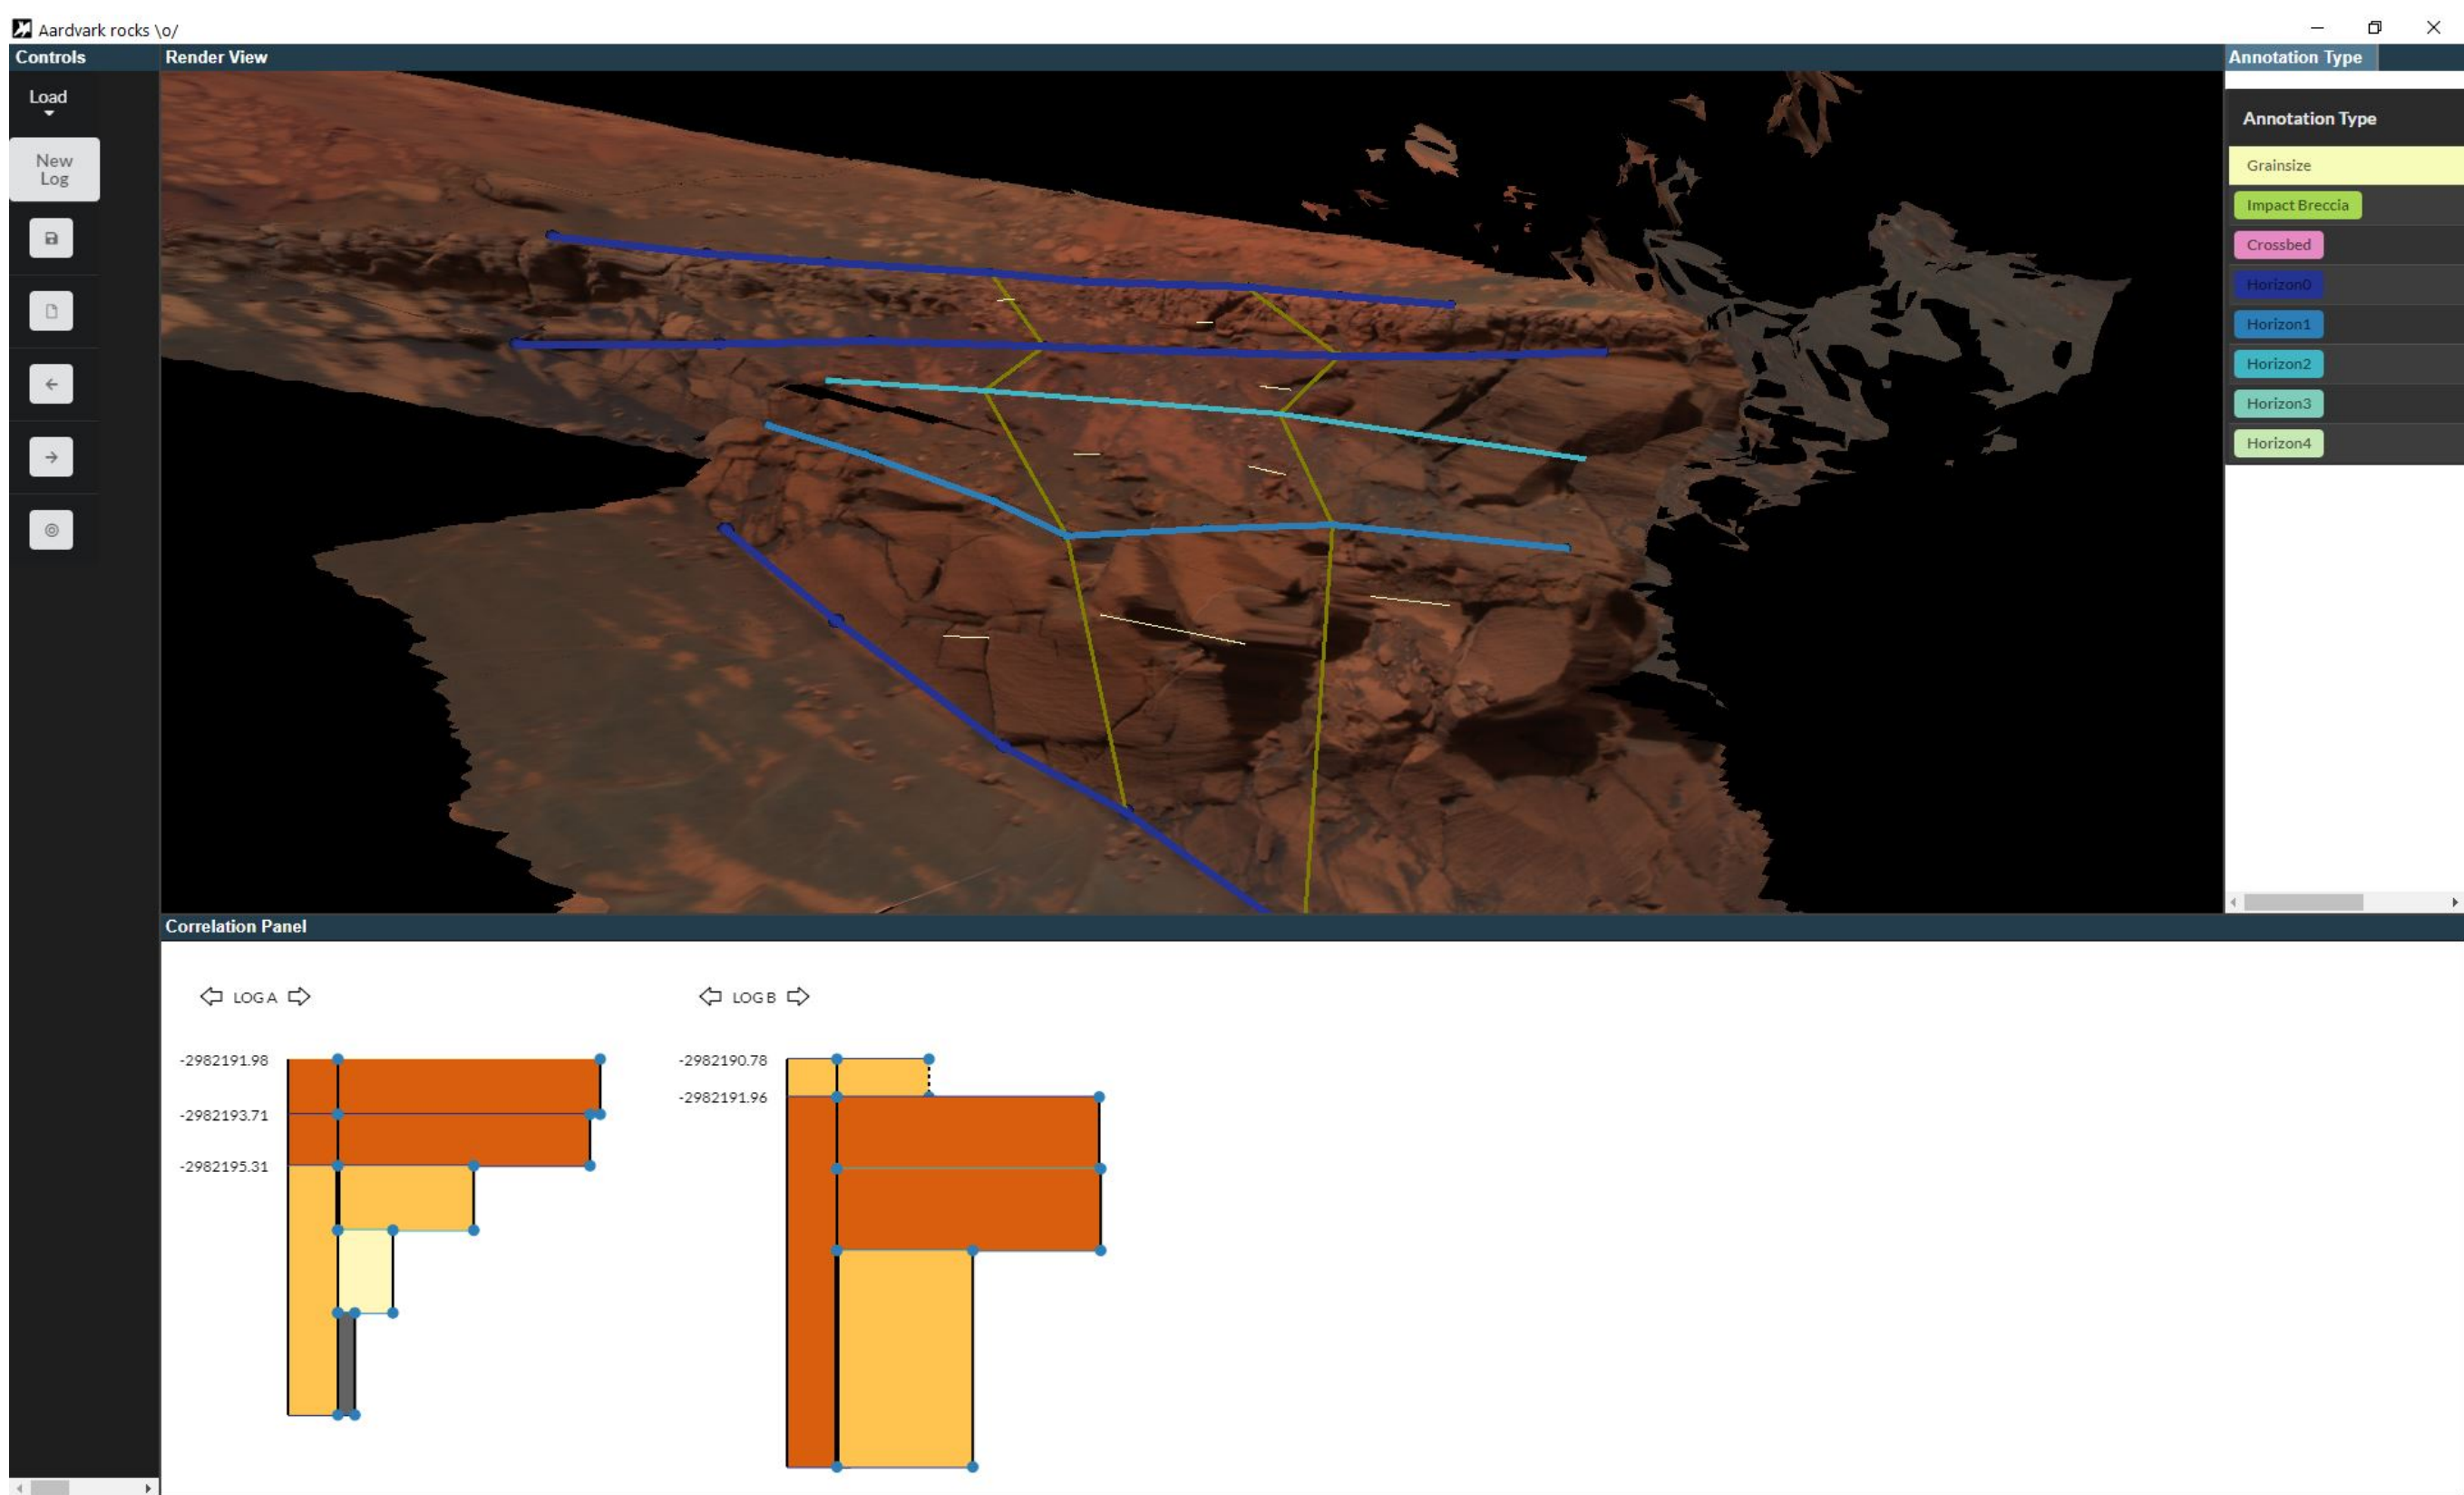 Aardvark rocks \o/
Controls
Render View
Annotation Type
Load
New
Log
Annotation Type
Grainsize
Impact Breccia
Crossbed
Horizon0
Horizon1
Horizon2
Horizon3
Horizon4
Correlation Panel
LOG A
LOG B
-2982191.98
-2982193.71
-2982195.31
-2982190.78
-2982191.96